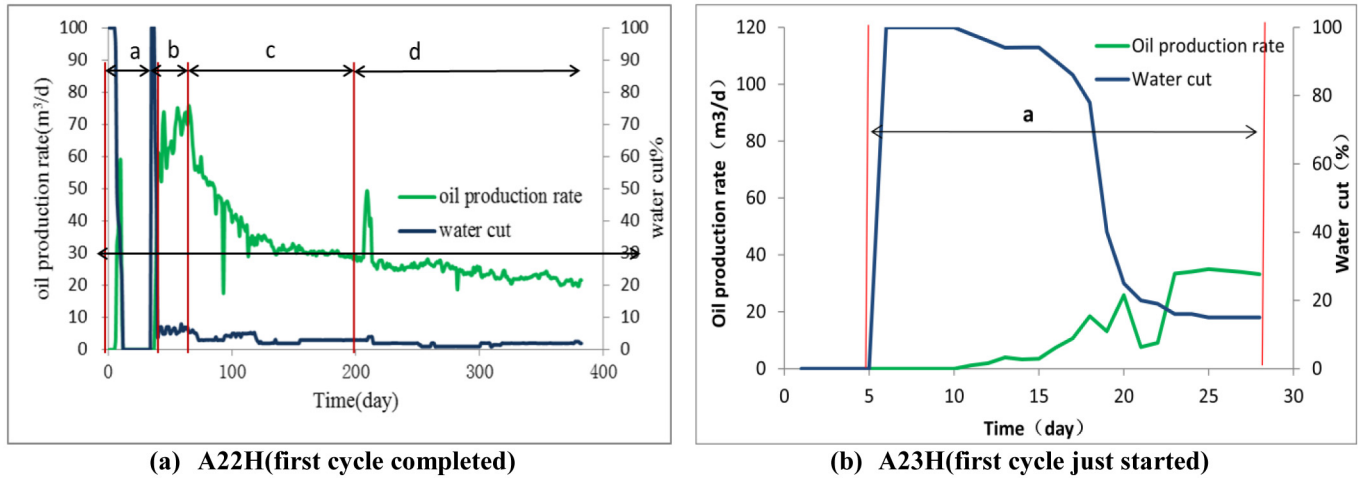 100
90
80
70
60
50
40
30
20
10
0
oil production rate(m³/d)
a
b
c
d
oil production rate
water cut
100
90
80
70
60
50
40
30
20
10
0
water cut%
0
100
200
300
400
Time(day)
(a) A22H(first cycle completed)
120
100
80
60
40
20
0
Oil production rate（m3/d）
Oil production rate
Water cut
a
100
80
60
40
20
0
Water cut（%）
0
5
10
15
20
25
30
Time（day）
(b) A23H(first cycle just started)